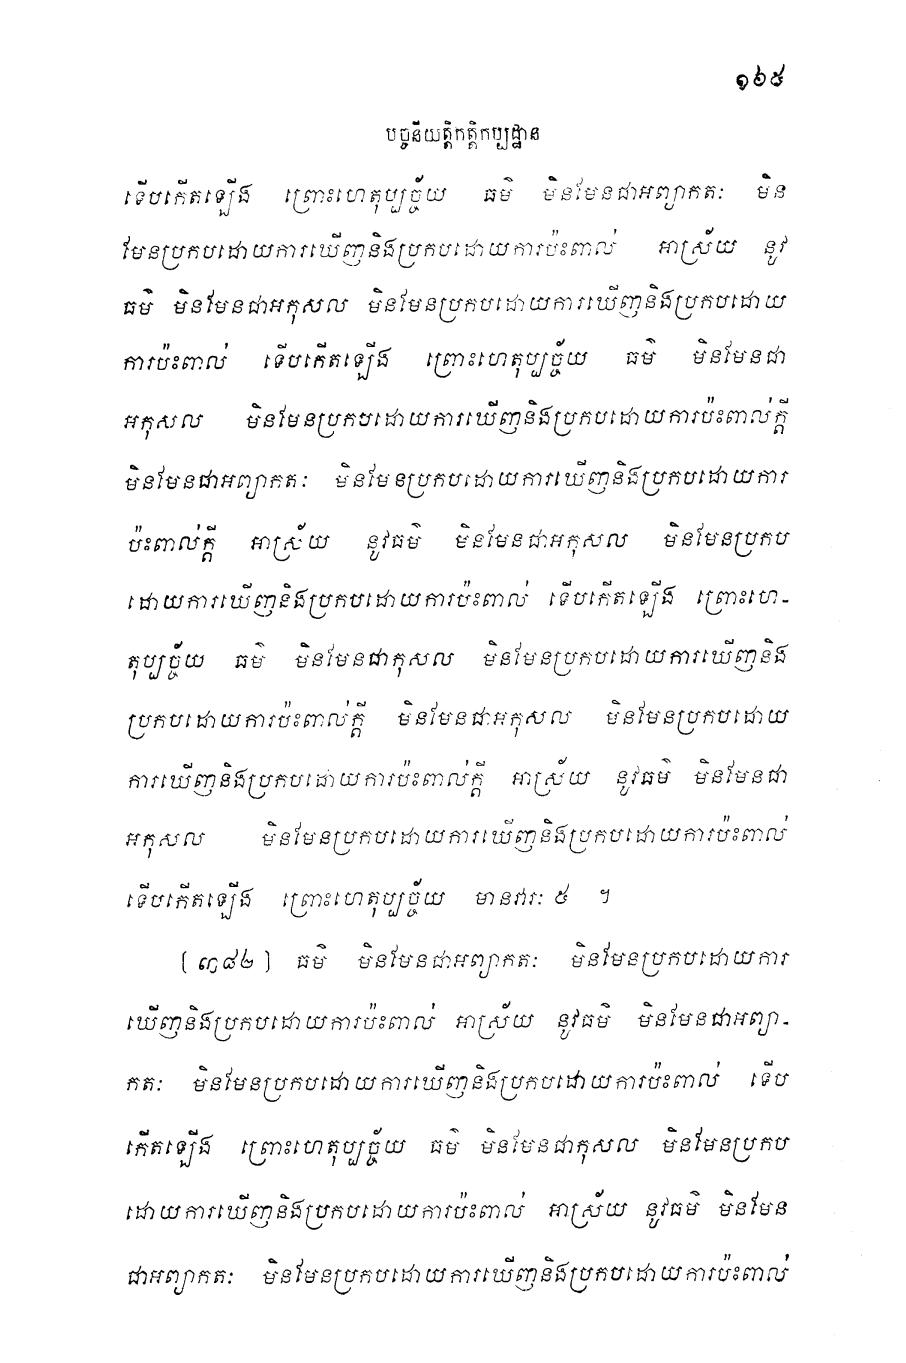 ១៦៥
បច្ចនីយត្តិកត្តិកប្បដ្ឋាន
ទើបកើតឡើង ព្រោះហេតុប្បច្ច័យ ធម៌ មិនមែនជាអព្យាកតៈ មិន
មែនប្រកបដោយការឃើញនិងប្រកបដោយការប៉ះពាល់ អាស្រ័យ នូវ
ធម៌ មិនមែនជាអកុសល មិនមែនប្រកបដោយការឃើញនិងប្រកបដោយ
ការប៉ះពាល់ ទើបកើតឡើង ព្រោះហេតុប្បច្ច័យ ធម៌ មិនមែនជា
អកុសល មិនមែនប្រកបដោយការឃើញនិងប្រកបដោយការប៉ះពាល់ក្តី
មិនមែនជាអព្យាកតៈ មិនមែនប្រកបដោយការឃើញនិងប្រកបដោយការ
ប៉ះពាល់ក្តី អាស្រ័យ នូវធម៌ មិនមែនជាអកុសល មិនមែនប្រកប
ដោយការឃើញនិងប្រកបដោយការប៉ះពាល់ ទើបកើតឡើង ព្រោះហេ-
តុប្បច្ច័យ ធម៌ មិនមែនជាកុសល មិនមែនប្រកបដោយការឃើញនិង
ប្រកបដោយការប៉ះពាល់ក្តី មិនមែនជាអកុសល មិនមែនប្រកបដោយ
ការឃើញនិងប្រកបដោយការប៉ះពាល់ក្តី អាស្រ័យ នូវធម៌ មិនមែនជា
អកុសល មិនមែនប្រកបដោយការឃើញនិងប្រកបដោយការប៉ះពាល់
ទើបកើតឡើង ព្រោះហេតុប្បច្ច័យ មានវារៈ ៥ ។
[៣៨២] ធម៌ មិនមែនជាអព្យាកតៈ មិនមែនប្រកបដោយការ
ឃើញនិងប្រកបដោយការប៉ះពាល់ អាស្រ័យ នូវធម៌ មិនមែនជាអព្យា-
កតៈ មិនមែនប្រកបដោយការឃើញនិងប្រកបដោយការប៉ះពាល់ ទើប
កើតឡើង ព្រោះហេតុប្បច្ច័យ ធម៌ មិនមែនជាកុសល មិនមែនប្រកប
ដោយការឃើញនិងប្រកបដោយការប៉ះពាល់ អាស្រ័យ នូវធម៌ មិនមែន
ជាអព្យាកតៈ មិនមែនប្រកបដោយការឃើញនិងប្រកបដោយការប៉ះពាល់